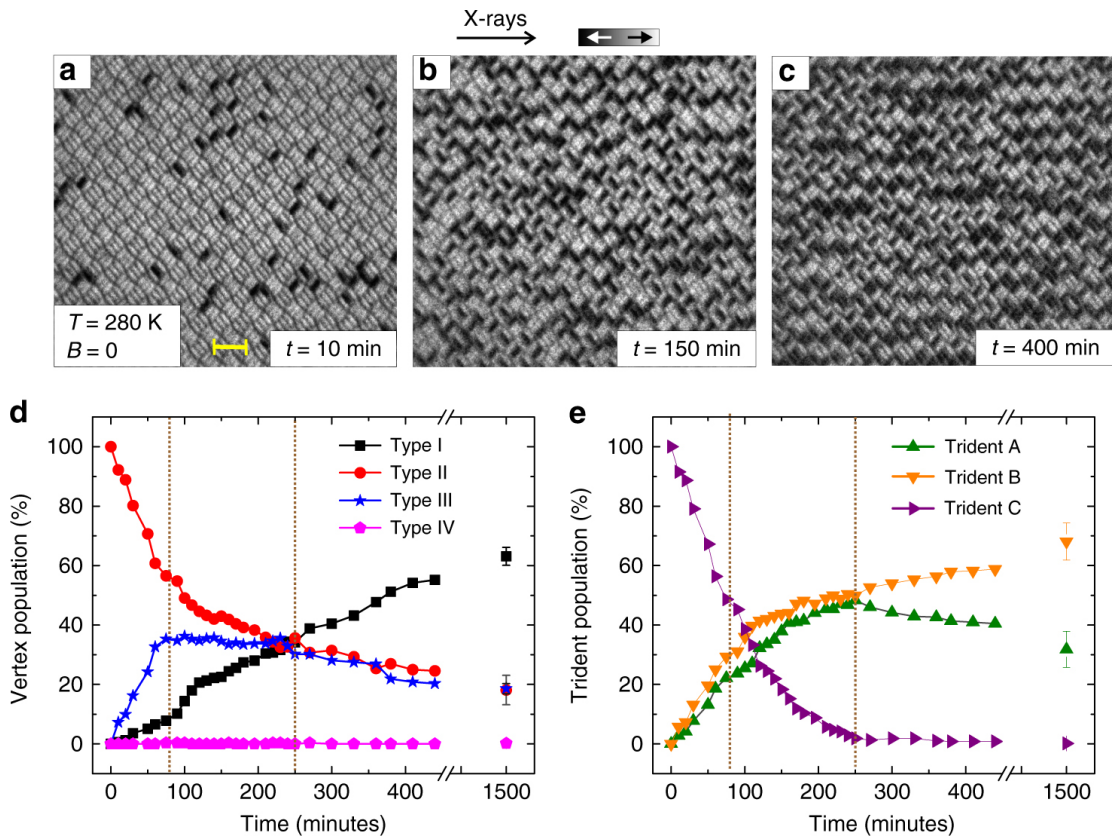 X-rays
a
b
c
T = 280 K
B = 0
t = 10 min
t = 150 min
t = 400 min
d
e
100
80
60
40
20
0
Vertex population (%)
Type I
Type II
Type III
Type IV
0
100
200
300
400
1500
Time (minutes)
100
80
60
40
20
0
Trident population (%)
Trident A
Trident B
Trident C
0
100
200
300
400
1500
Time (minutes)